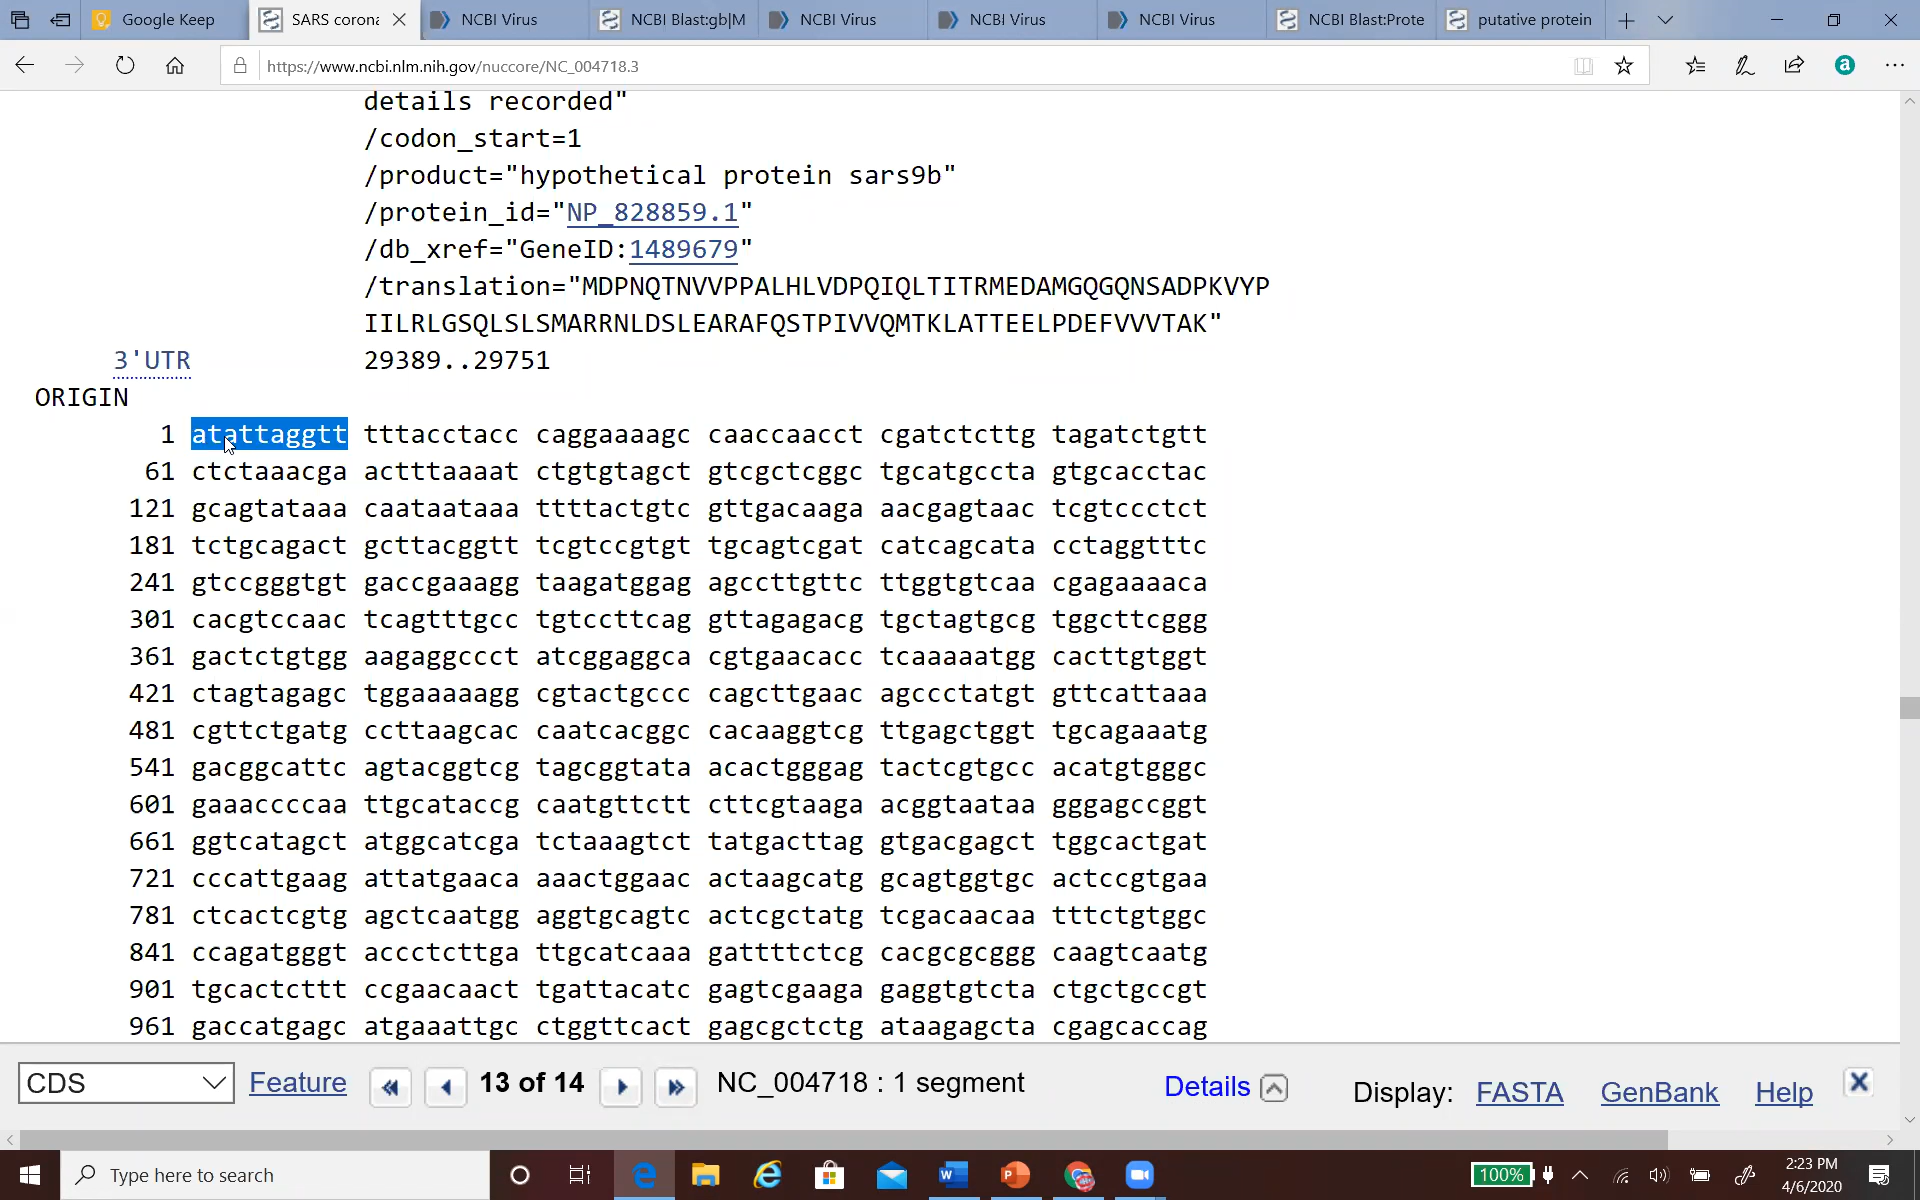 Google Keep
SARS corona
NCBI Virus
NCBI Blast:gb|M
NCBI Virus
NCBI Virus
NCBI Virus
NCBI Blast:Prote
putative protein
https://www.ncbi.nlm.nih.gov/nuccore/NC_004718.3
a
details recorded"
/codon_start=1
/product="hypothetical protein sars9b"
/protein_id="NP_828859.1"
/db_xref="GeneID:1489679"
/translation="MDPNQTNVVPPALHLVDPQIQLTITRMEDAMGQGQNSADPKVYP
IILRLGSQLSLSMARRNLDSLEARAFQSTPIVVQMTKLATTEELPDEFVVVTAK"
3'UTR 29389..29751
ORIGIN
1 atattaggtt tttacctacc caggaaaagc caaccaacct cgatctcttg tagatctgtt
61 ctctaaacga actttaaaat ctgtgtagct gtcgctcggc tgcatgccta gtgcacctac
121 gcagtataaa caataataaa ttttactgtc gttgacaaga aacgagtaac tcgtccctct
181 tctgcagact gcttacggtt tcgtccgtgt tgcagtcgat catcagcata cctaggtttc
241 gtccgggtgt gaccgaaagg taagatggag agccttgttc ttggtgtcaa cgagaaaaca
301 cacgtccaac tcagtttgcc tgtccttcag gttagagacg tgctagtgcg tggcttcggg
361 gactctgtgg aagaggccct atcggaggca cgtgaacacc tcaaaaatgg cacttgtggt
421 ctagtagagc tggaaaaagg cgtactgccc cagcttgaac agccctatgt gttcattaaa
481 cgttctgatg ccttaagcac caatcacggc cacaaggtcg ttgagctggt tgcagaaatg
541 gacggcattc agtacggtcg tagcggtata acactgggag tactcgtgcc acatgtgggc
601 gaaaccccaa ttgcataccg caatgttctt cttcgtaaga acggtaataa gggagccggt
661 ggtcatagct atggcatcga tctaaagtct tatgacttag gtgacgagct tggcactgat
721 cccattgaag attatgaaca aaactggaac actaagcatg gcagtggtgc actccgtgaa
781 ctcactcgtg agctcaatgg aggtgcagtc actcgctatg tcgacaacaa tttctgtggc
841 ccagatgggt accctcttga ttgcatcaaa gattttctcg cacgcgcggg caagtcaatg
901 tgcactcttt ccgaacaact tgattacatc gagtcgaaga gaggtgtcta ctgctgccgt
961 gaccatgagc atgaaattgc ctggttcact gagcgctctg ataagagcta cgagcaccag
CDS Feature 13 of 14 NC_004718 : 1 segment Details Display: FASTA GenBank Help
Type here to search
100%
2:23 PM
4/6/2020